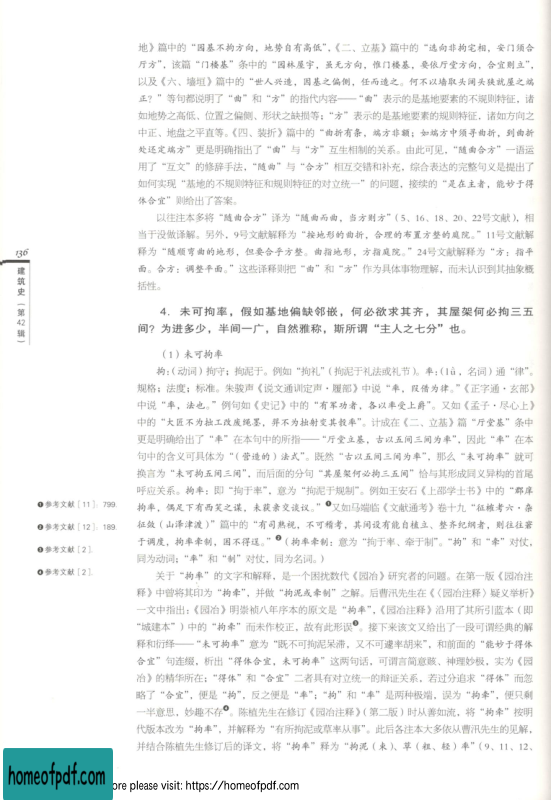 地》篇中的“园基不拘方向，地势自有高低”，《二、立基》篇中的“选向非拘宅相，安门须合
厅方”，该篇“门楼基”条中的“园林屋宇，虽无方向，惟门楼基，要依厅堂方向，合宜则立”，
以及《六、墙垣》篇中的“世人兴造，因基之偏侧，任而造之。何不以墙取头阔头狭就屋之端
正？”等句都说明了“曲”和“方”的指代内容——“曲”表示的是基地要素的不规则特征，诸
如地势之高低、位置之偏侧、形状之缺损等；“方”表示的是基地要素的规则特征，诸如方向之
中正、地盘之平直等。《四、装折》篇中的“曲折有条，端方非额；如端方中须寻曲折，到曲折
处还定端方”更是明确指出了“曲”与“方”互生相制的关系。由此可见，“随曲合方”一语运
用了“互文”的修辞手法，“随曲”与“合方”相互交错和补充，综合表达的完整句义是提出了
如何实现“基地的不规则特征和规则特征的对立统一”的问题，接续的“是在主者，能妙于得
体合宜”则给出了答案。
以往注本多将“随曲合方”译为“随曲而曲，当方则方”（5、16、18、20、22号文献），相
当于没做译解。另外，9号文献解释为“按地形的曲折，合理的布置方整的庭院。”11号文献解
释为“随顺弯曲的地形，但要合乎方整。曲指地形，方指庭院。”24号文献解释为“方：指平
面。合方：调整平面。”这些译释则把“曲”和“方”作为具体事物理解，而未认识到其抽象概
括性。
136
建筑史（第42辑）
4. 未可拘率，假如基地偏缺邻嵌，何必欲求其齐，其屋架何必拘三五
间？为进多少，半间一广，自然雅称，斯所谓“主人之七分”也。
（1）未可拘率
拘：（动词）拘守；拘泥于。例如“拘礼”（拘泥于礼法或礼节）。率：（lǜ，名词）通“律”。
规格；法度；标准。朱骏声《说文通训定声·履部》中说“率，叚借为律。”《正字通·玄部》
中说“率，法也。”例句如《史记》中的“有军功者，各以率受上爵”。又如《孟子·尽心上》
中的“大匠不为拙工改废绳墨，羿不为拙射变其彀率”。计成在《二、立基》篇“厅堂基”条中
更是明确给出了“率”在本句中的所指——“厅堂立基，古以五间三间为率”，因此“率”在本
句中的含义可具体为“（营造的）法式”。既然“古以五间三间为率”，那么“未可拘率”就可
换言为“未可拘五间三间”，而后面的分句“其屋架何必拘三五间”恰与其形成同义异构的首尾
呼应关系。拘率：即“拘于率”，意为“拘泥于规制”。例如王安石《上邵学士书》中的“群庠
拘率，偶足下有西笑之谋，未获亲交谈议。”❶又如马端临《文献通考》卷十九“征榷考六·杂
征敛（山泽津渡）”篇中的“有司熟视，不可稽考，其间设有能自植立、整齐纪纲者，则往往窘
于调度，拘率牵制，困不得逞。”❷（拘率牵制：意为“拘于率、牵于制”。“拘”和“牵”对仗，
同为动词；“率”和“制”对仗，同为名词。）
❶参考文献［11］：799.
❷参考文献［12］：189.
❸参考文献［2］.
❹参考文献［2］.
关于“拘率”的文字和解释，是一个困扰数代《园冶》研究者的问题。在第一版《园冶注
释》中曾将其印为“拘牵”，并做“拘泥或牵制”之解。后曹汛先生在《〈园冶注释〉疑义举析》
一文中指出：《园冶》明崇祯八年序本的原文是“拘率”，《园冶注释》沿用了其所引蓝本（即
“城建本”）中的“拘牵”而未作校正，故有此形误❸。接下来该文又给出了一段可谓经典的解
释和衍绎——“未可拘率”意为“既不可拘泥呆滞，又不可遽率胡来”，和前面的“能妙于得体
合宜”句连缀，析出“得体合宜，未可拘率”这两句话，可谓言简意赅、神理妙极，实为《园
冶》的精华所在；“得体”和“合宜”二者具有对立统一的辩证关系，若过分追求“得体”而忽
略了“合宜”，便是“拘”，反之便是“率”；“拘”和“率”是两种极端，误为“拘牵”，便只剩
一半意思，妙趣不存❹。陈植先生在修订《园冶注释》（第二版）时从善如流，将“拘牵”按明
代版本改为“拘率”，并解释为“有所拘泥或草率从事”。此后各注本大多依从曹汛先生的见解，
并结合陈植先生修订后的译文，将“拘率”释为“拘泥（束）、草（粗、轻）率”（9、11、12、
homeofpdf.com
ore please visit: https://homeofpdf.com